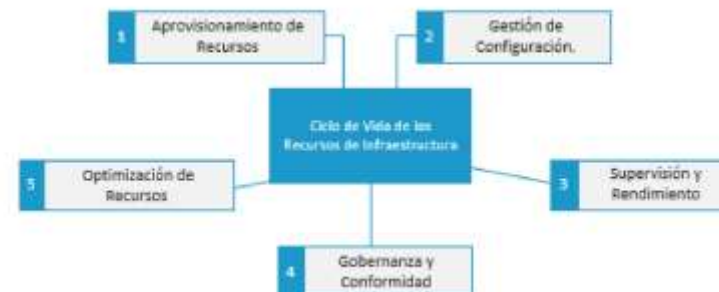 1
Aprovisionamiento de
Recursos
2
Gestión de
Configuración.
Ciclo de Vida de los
Recursos de Infraestructura
5
Optimización de
Recursos
3
Supervisión y
Rendimiento
4
Gobernanza y
Conformidad